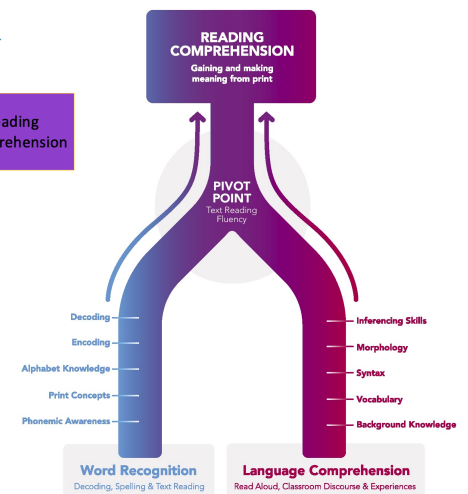 READING
COMPREHENSION
Gaining and making
meaning from print
PIVOT
POINT
Text Reading
Fluency
Decoding
Encoding
Alphabet Knowledge
Print Concepts
Phonemic Awareness
Inferencing Skills
Morphology
Syntax
Vocabulary
Background Knowledge
Word Recognition
Decoding, Spelling & Text Reading
Language Comprehension
Read Aloud, Classroom Discourse & Experiences